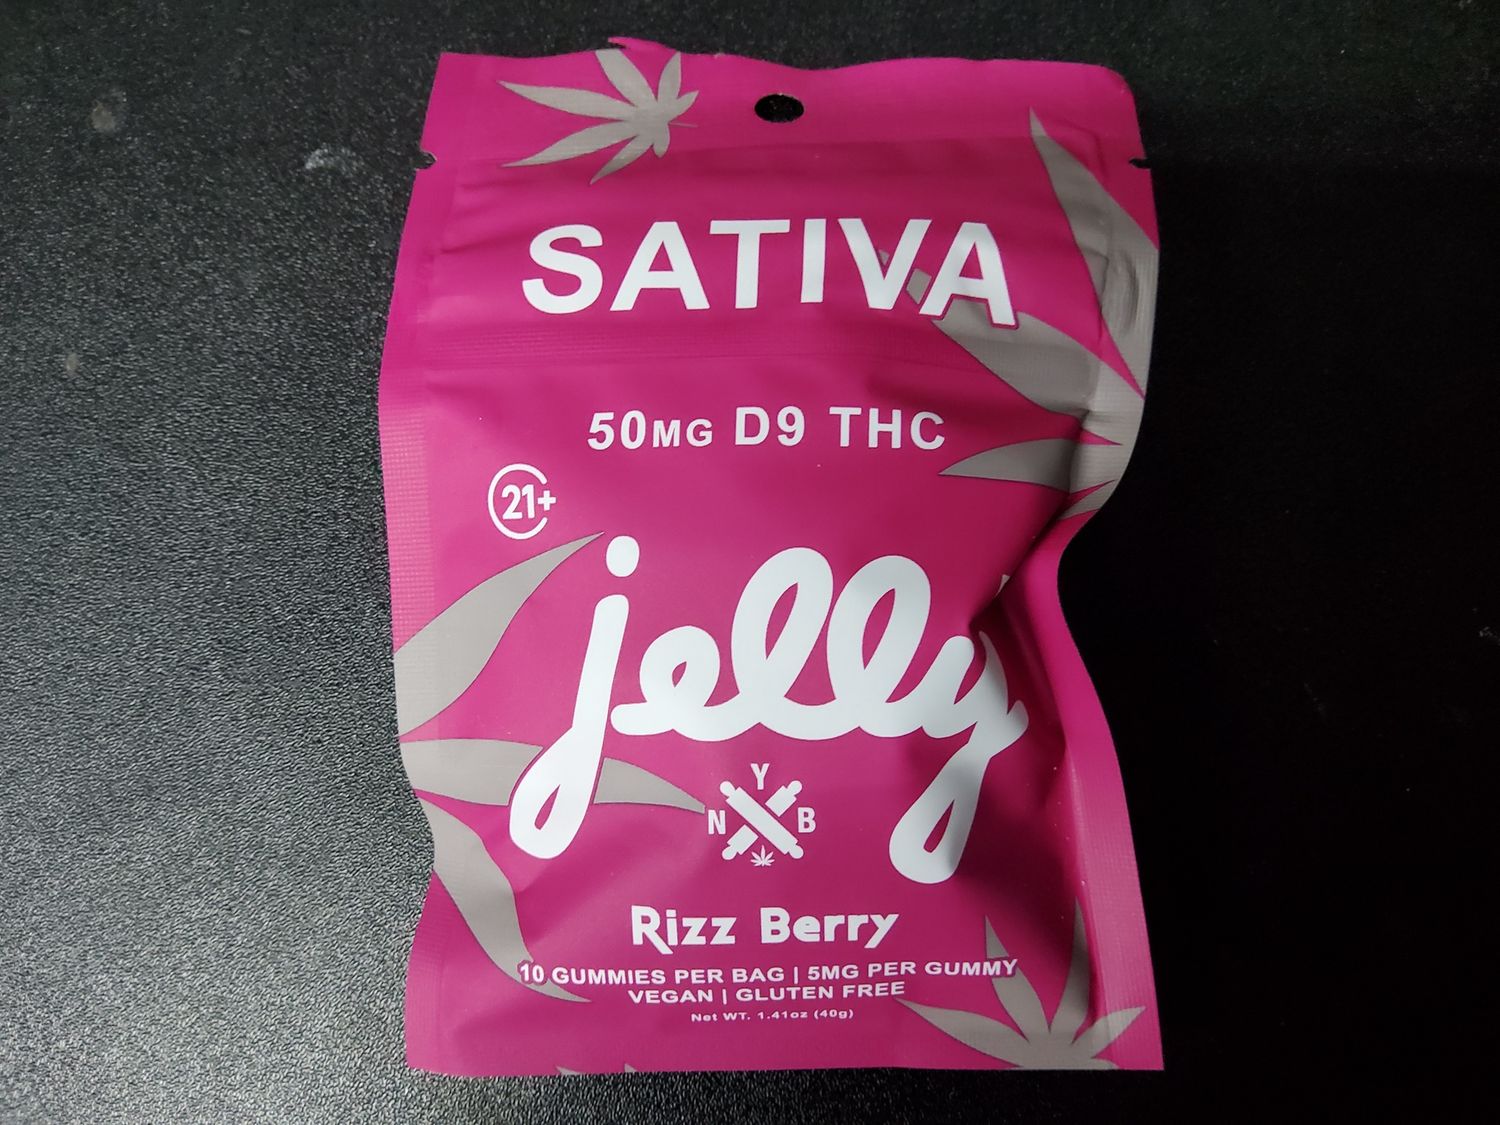 SATIVA
50MG D9 THC
21+
jelly
Y
N B
Rizz Berry
10 GUMMIES PER BAG | 5MG PER GUMMY
VEGAN | GLUTEN FREE
Net WT. 1.41oz (40g)